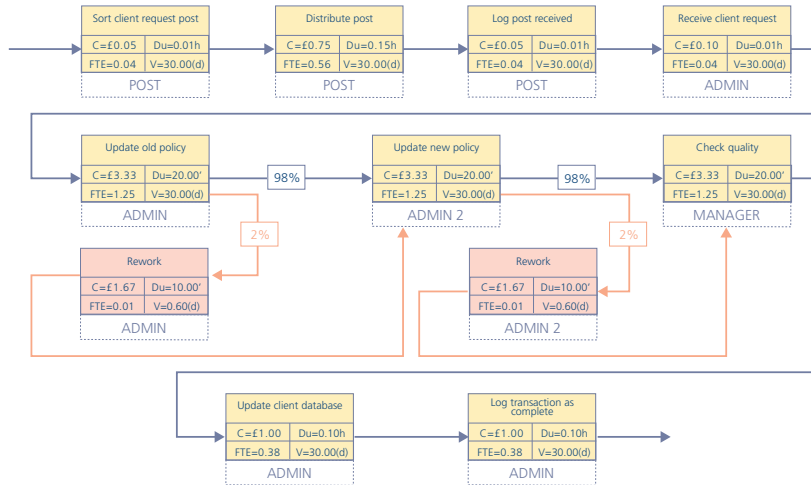 Sort client request post
C=£0.05 Du=0.01h
FTE=0.04 V=30.00(d)
POST
Distribute post
C=£0.75 Du=0.15h
FTE=0.56 V=30.00(d)
POST
Log post received
C=£0.05 Du=0.01h
FTE=0.04 V=30.00(d)
POST
Receive client request
C=£0.10 Du=0.01h
FTE=0.04 V=30.00(d)
ADMIN
Update old policy
C=£3.33 Du=20.00'
FTE=1.25 V=30.00(d)
ADMIN
98%
2%
Update new policy
C=£3.33 Du=20.00'
FTE=1.25 V=30.00(d)
ADMIN 2
98%
2%
Check quality
C=£3.33 Du=20.00'
FTE=1.25 V=30.00(d)
MANAGER
Rework
C=£1.67 Du=10.00'
FTE=0.01 V=0.60(d)
ADMIN
Rework
C=£1.67 Du=10.00'
FTE=0.01 V=0.60(d)
ADMIN 2
Update client database
C=£1.00 Du=0.10h
FTE=0.38 V=30.00(d)
ADMIN
Log transaction as
complete
C=£1.00 Du=0.10h
FTE=0.38 V=30.00(d)
ADMIN